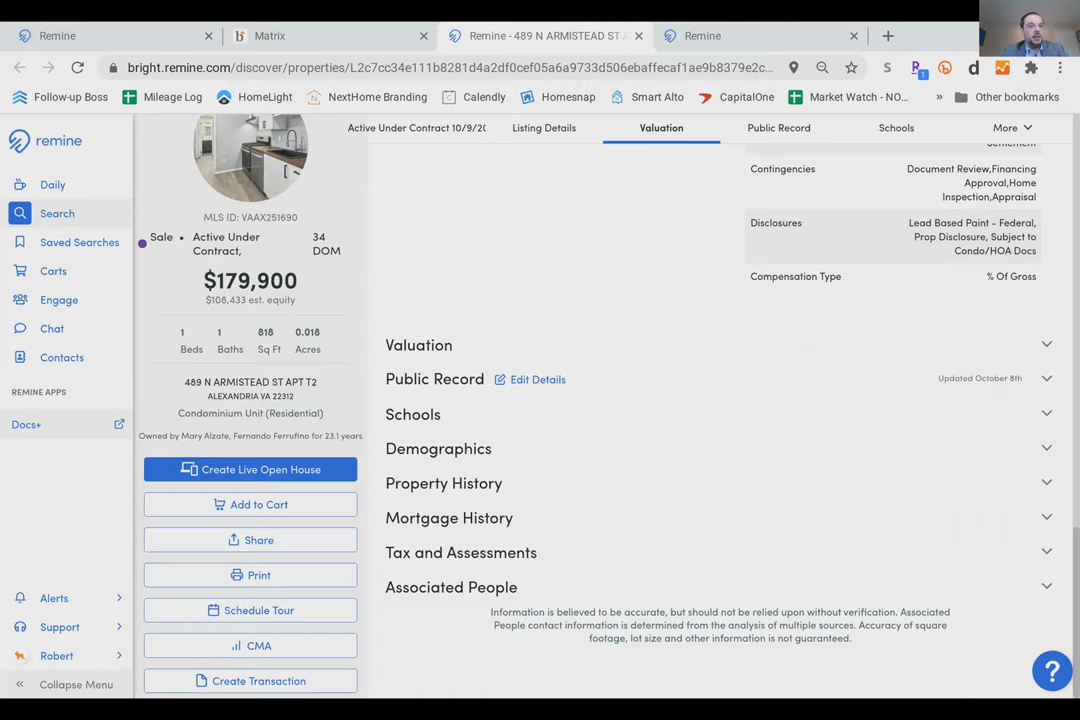 Remine
Matrix
Remine - 489 N ARMISTEAD ST A
Remine
bright.remine.com/discover/properties/L2c7cc34e111b8281d4a2df0cef05a6a9733d506ebaffecaf1ae9b8379e2c...
Follow-up Boss
Mileage Log
HomeLight
NextHome Branding
Calendly
Homesnap
Smart Alto
CapitalOne
Market Watch - NO...
»
Other bookmarks
remine
Daily
Search
Saved Searches
Carts
Engage
Chat
Contacts
REMINE APPS
Docs+
Alerts
Support
Robert
Collapse Menu
MLS ID: VAAX251690
Sale • Active Under Contract, 34 DOM
$179,900
$108,433 est. equity
1 1 818 0.018
Beds Baths Sq Ft Acres
489 N ARMISTEAD ST APT T2
ALEXANDRIA VA 22312
Condominium Unit (Residential)
Owned by Mary Alzate, Fernando Ferrufino for 23.1 years
Create Live Open House
Add to Cart
Share
Print
Schedule Tour
CMA
Create Transaction
Active Under Contract 10/9/20
Listing Details
Valuation
Public Record
Schools
More
Settlement
Contingencies
Document Review,Financing
Approval,Home
Inspection,Appraisal
Disclosures
Lead Based Paint - Federal,
Prop Disclosure, Subject to
Condo/HOA Docs
Compensation Type
% Of Gross
Valuation
Public Record Edit Details Updated October 8th
Schools
Demographics
Property History
Mortgage History
Tax and Assessments
Associated People
Information is believed to be accurate, but should not be relied upon without verification. Associated
People contact information is determined from the analysis of multiple sources. Accuracy of square
footage, lot size and other information is not guaranteed.
?